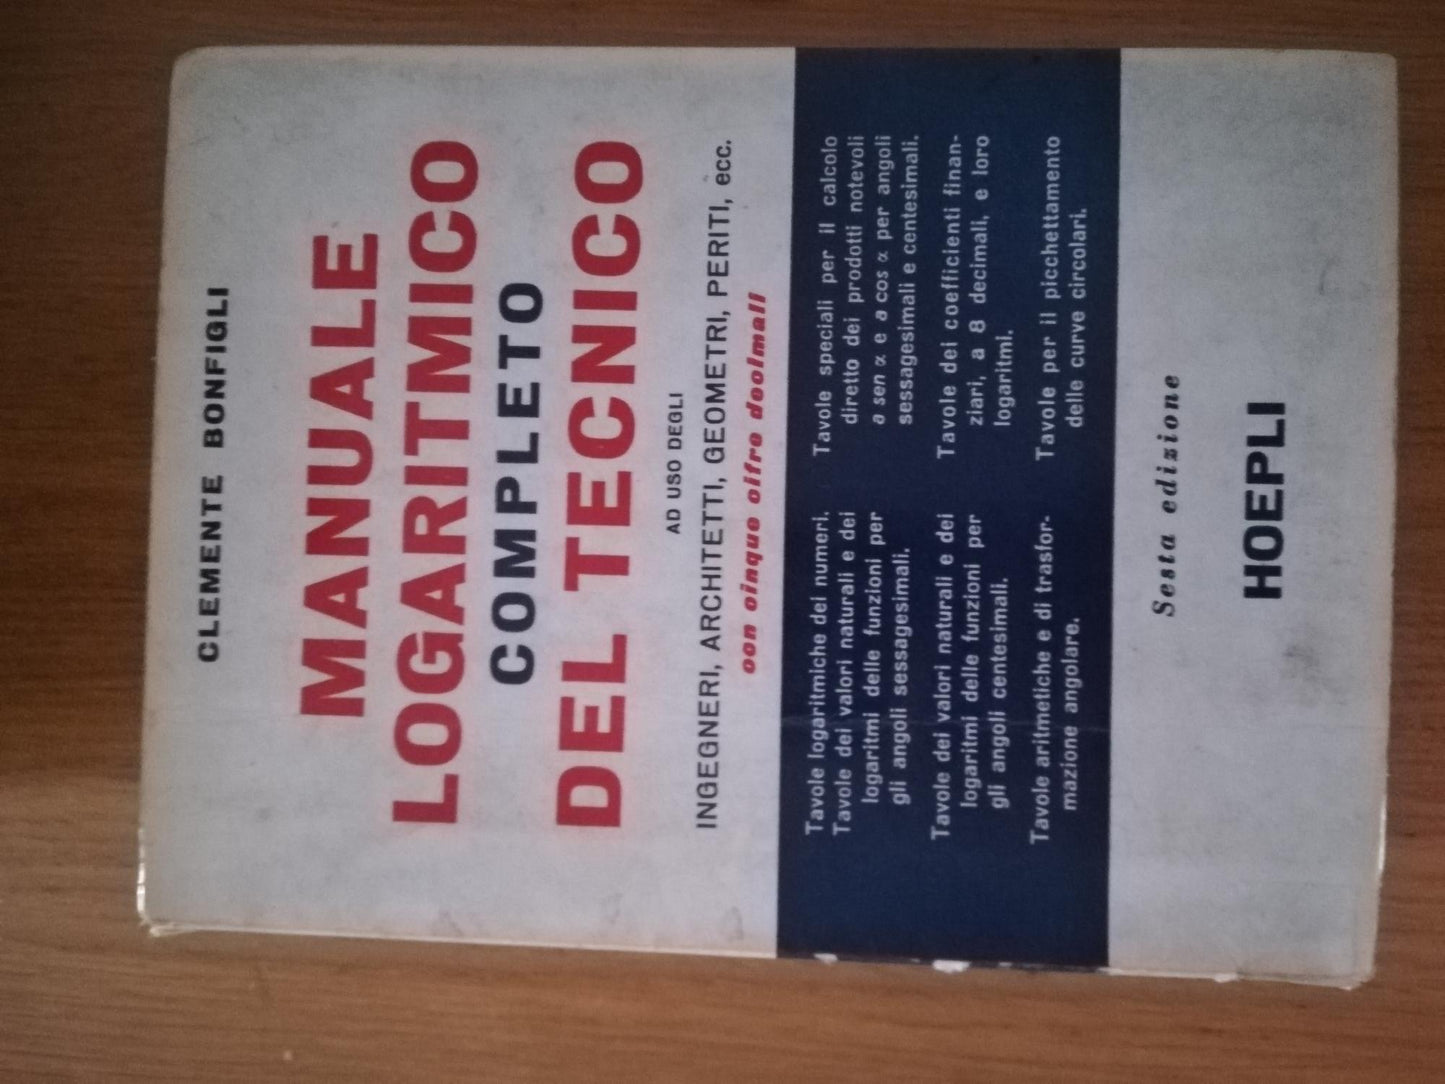 CLEMENTE BONFIGLI
MANUALE
LOGARITMICO
COMPLETO
DEL TECNICO
AD USO DEGLI
INGEGNERI, ARCHITETTI, GEOMETRI, PERITI, ecc.
con cinque cifre decimali
Tavole logaritmiche dei numeri.
Tavole dei valori naturali e dei
logaritmi delle funzioni per
gli angoli sessagesimali.
Tavole dei valori naturali e dei
logaritmi delle funzioni per
gli angoli centesimali.
Tavole aritmetiche e di trasfor-
mazione angolare.
Tavole speciali per il calcolo
diretto dei prodotti notevoli
a sen α e a cos α per angoli
sessagesimali e centesimali.
Tavole dei coefficienti finan-
ziari, a 8 decimali, e loro
logaritmi.
Tavole per il picchettamento
delle curve circolari.
Sesta edizione
HOEPLI